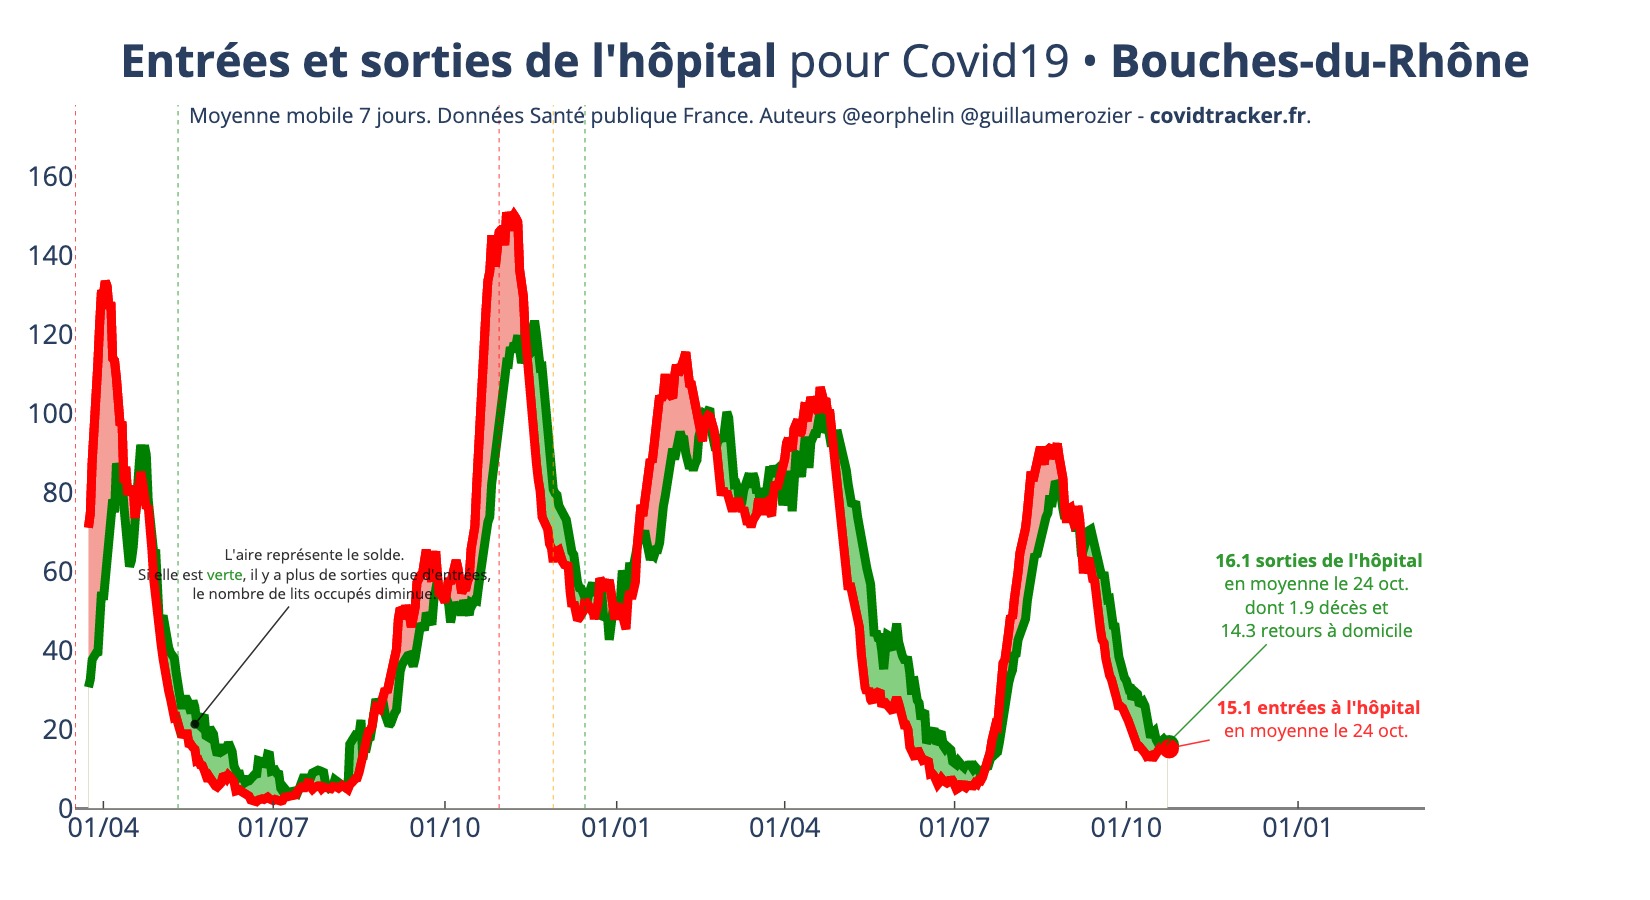 Entrées et sorties de l'hôpital pour Covid19 • Bouches-du-Rhône
Moyenne mobile 7 jours. Données Santé publique France. Auteurs @eorphelin @guillaumerozier - covidtracker.fr.
160
140
120
100
80
60
40
20
0
L'aire représente le solde.
Si elle est verte, il y a plus de sorties que d'entrées,
le nombre de lits occupés diminue.
16.1 sorties de l'hôpital
en moyenne le 24 oct.
dont 1.9 décès et
14.3 retours à domicile
15.1 entrées à l'hôpital
en moyenne le 24 oct.
01/04 01/07 01/10 01/01 01/04 01/07 01/10 01/01